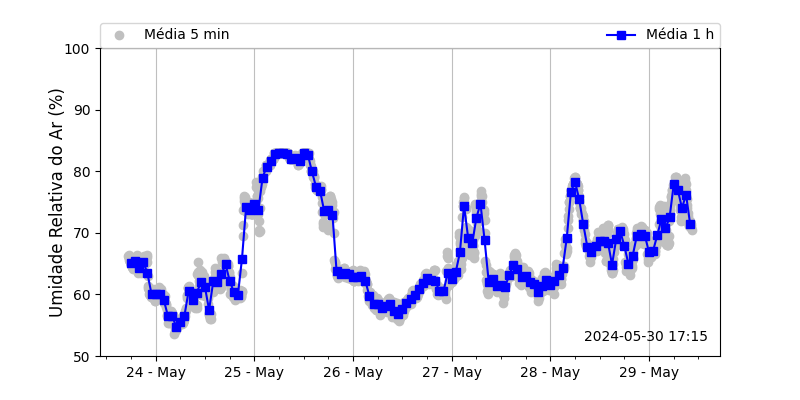 Média 5 min
Média 1 h
Umidade Relativa do Ar (%)
100
90
80
70
60
50
2024-05-30 17:15
24 - May
25 - May
26 - May
27 - May
28 - May
29 - May